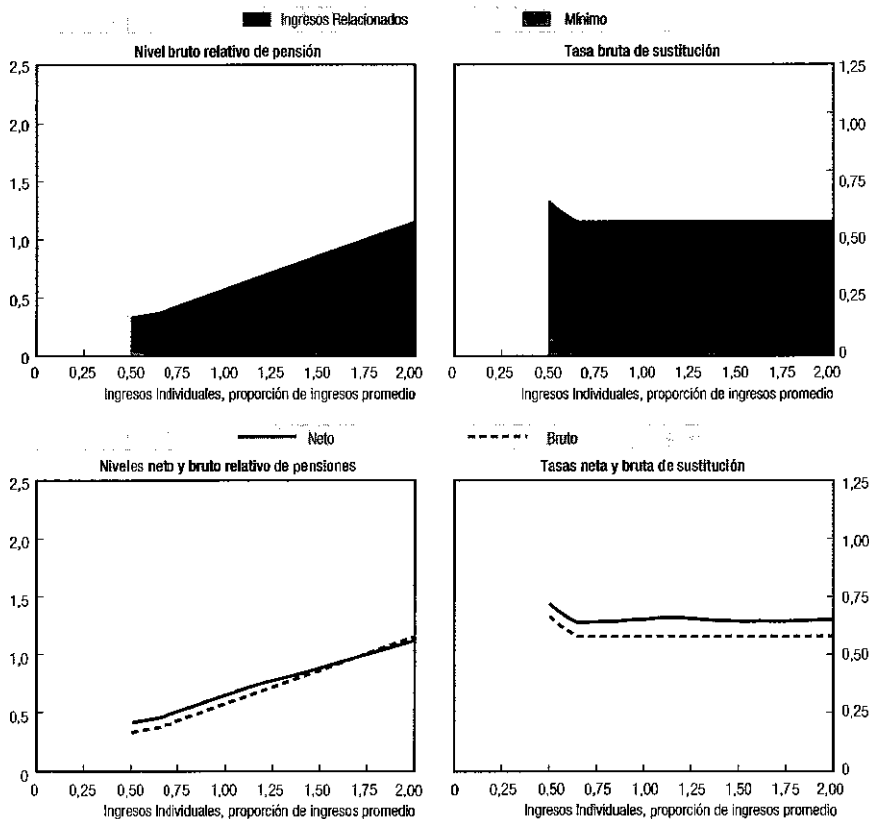 Ingresos Relacionados
Mínimo
Nivel bruto relativo de pensión
2,5
2,0
1,5
1,0
0,5
0
0 0,25 0,50 0,75 1,00 1,25 1,50 1,75 2,00
Ingresos Individuales, proporción de ingresos promedio
Tasa bruta de sustitución
1,25
1,00
0,75
0,50
0,25
0
0 0,25 0,50 0,75 1,00 1,25 1,50 1,75 2,00
Ingresos Individuales, proporción de ingresos promedio
Neto
Bruto
Niveles neto y bruto relativo de pensiones
2,5
2,0
1,5
1,0
0,5
0
0 0,25 0,50 0,75 1,00 1,25 1,50 1,75 2,00
Ingresos Individuales, proporción de ingresos promedio
Tasas neta y bruta de sustitución
1,25
1,00
0,75
0,50
0,25
0
0 0,25 0,50 0,75 1,00 1,25 1,50 1,75 2,00
Ingresos Individuales, proporción de ingresos promedio